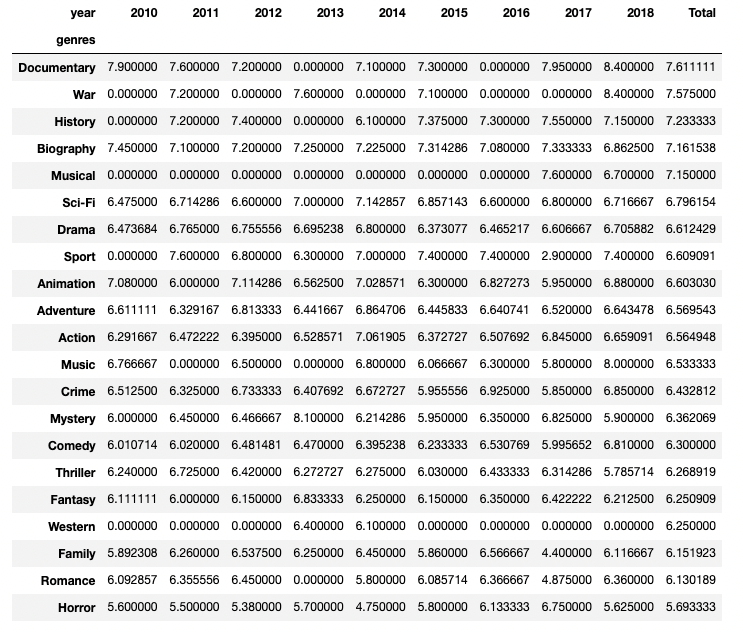 year 2010 2011 2012 2013 2014 2015 2016 2017 2018 Total
genres
Documentary 7.900000 7.600000 7.200000 0.000000 7.100000 7.300000 0.000000 7.950000 8.400000 7.611111
War 0.000000 7.200000 0.000000 7.600000 0.000000 7.100000 0.000000 0.000000 8.400000 7.575000
History 0.000000 7.200000 7.400000 0.000000 6.100000 7.375000 7.300000 7.550000 7.150000 7.233333
Biography 7.450000 7.100000 7.200000 7.250000 7.225000 7.314286 7.080000 7.333333 6.862500 7.161538
Musical 0.000000 0.000000 0.000000 0.000000 0.000000 0.000000 0.000000 7.600000 6.700000 7.150000
Sci-Fi 6.475000 6.714286 6.600000 7.000000 7.142857 6.857143 6.600000 6.800000 6.716667 6.796154
Drama 6.473684 6.765000 6.755556 6.695238 6.800000 6.373077 6.465217 6.606667 6.705882 6.612429
Sport 0.000000 7.600000 6.800000 6.300000 7.000000 7.400000 7.400000 2.900000 7.400000 6.609091
Animation 7.080000 6.000000 7.114286 6.562500 7.028571 6.300000 6.827273 5.950000 6.880000 6.603030
Adventure 6.611111 6.329167 6.813333 6.441667 6.864706 6.445833 6.640741 6.520000 6.643478 6.569543
Action 6.291667 6.472222 6.395000 6.528571 7.061905 6.372727 6.507692 6.845000 6.659091 6.564948
Music 6.766667 0.000000 6.500000 0.000000 6.800000 6.066667 6.300000 5.800000 8.000000 6.533333
Crime 6.512500 6.325000 6.733333 6.407692 6.672727 5.955556 6.925000 5.850000 6.850000 6.432812
Mystery 6.000000 6.450000 6.466667 8.100000 6.214286 5.950000 6.350000 6.825000 5.900000 6.362069
Comedy 6.010714 6.020000 6.481481 6.470000 6.395238 6.233333 6.530769 5.995652 6.810000 6.300000
Thriller 6.240000 6.725000 6.420000 6.272727 6.275000 6.030000 6.433333 6.314286 5.785714 6.268919
Fantasy 6.111111 6.000000 6.150000 6.833333 6.250000 6.150000 6.350000 6.422222 6.212500 6.250909
Western 0.000000 0.000000 0.000000 6.400000 6.100000 0.000000 0.000000 0.000000 0.000000 6.250000
Family 5.892308 6.260000 6.537500 6.250000 6.450000 5.860000 6.566667 4.400000 6.116667 6.151923
Romance 6.092857 6.355556 6.450000 0.000000 5.800000 6.085714 6.366667 4.875000 6.360000 6.130189
Horror 5.600000 5.500000 5.380000 5.700000 4.750000 5.800000 6.133333 6.750000 5.625000 5.693333